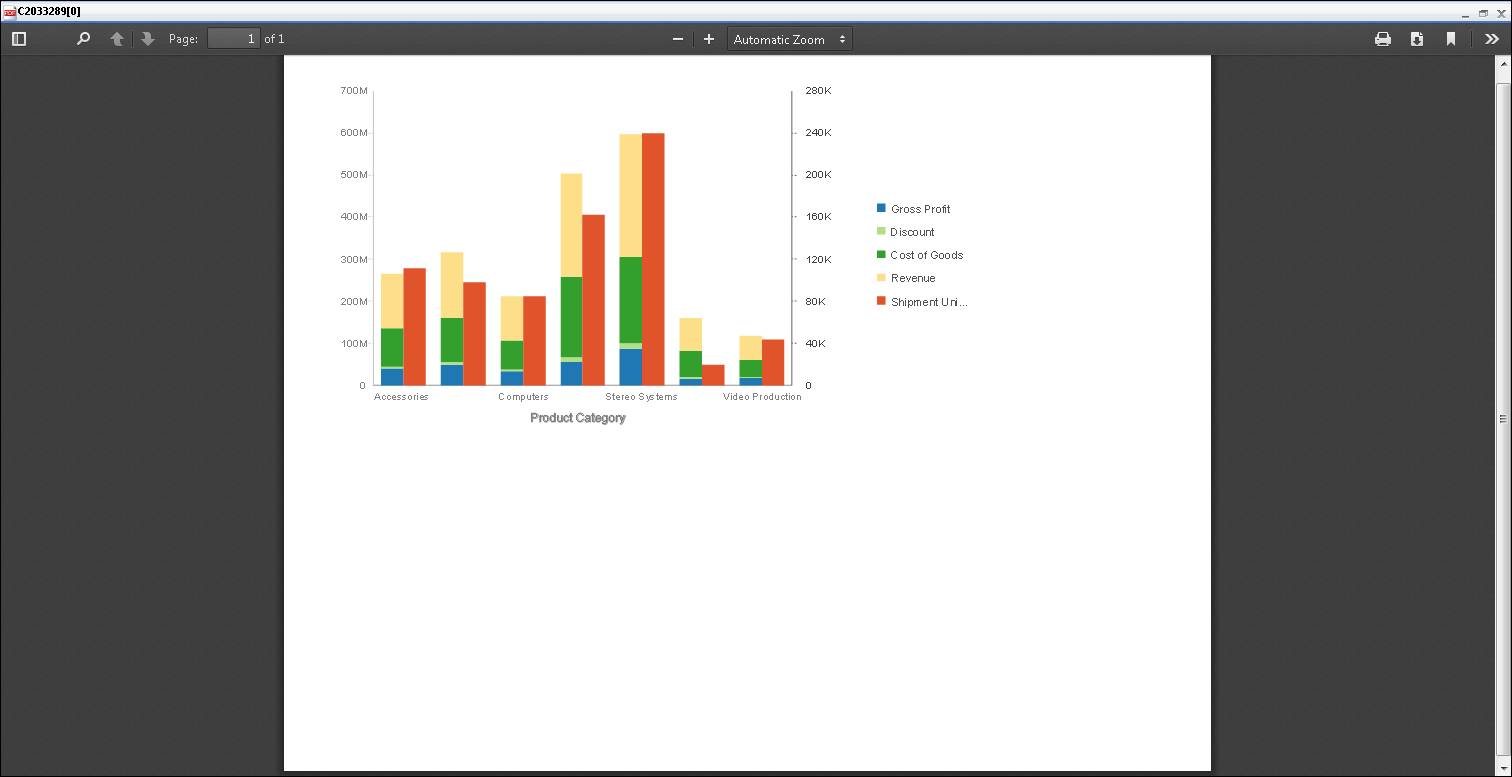 C2033289[0]
Page: 1 of 1
Automatic Zoom
700M
600M
500M
400M
300M
200M
100M
0
280K
240K
200K
160K
120K
80K
40K
0
Accessories Computers Stereo Systems Video Production
Product Category
Gross Profit
Discount
Cost of Goods
Revenue
Shipment Uni...